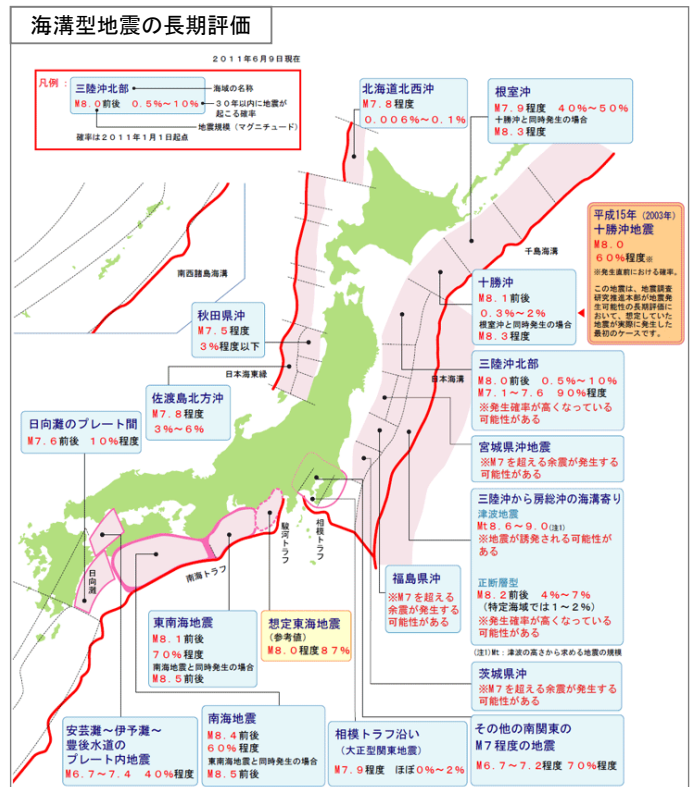 海溝型地震の長期評価
2011年6月9日現在
凡例：
三陸沖北部
M8.0前後　0.5%～10%
海域の名称
30年以内に地震が
起こる確率
地震規模（マグニチュード）
確率は2011年1月1日起点
北海道北西沖
M7.8程度
0.006%～0.1%
根室沖
M7.9程度　40%～50%
十勝沖と同時発生の場合
M8.3程度
平成15年（2003年）
十勝沖地震
M8.0
60%程度※
※発生直前における確率。
この地震は、地震調査
研究推進本部が地震発
生可能性の長期評価に
おいて、想定していた
地震が実際に発生した
最初のケースです。
千島海溝
南西諸島海溝
十勝沖
M8.1前後
0.3%～2%
根室沖と同時発生の場合
M8.3程度
秋田県沖
M7.5程度
3%程度以下
日本海東縁
日本海溝
三陸沖北部
M8.0前後　0.5%～10%
M7.1～7.6　90%程度
※発生確率が高くなっている
可能性がある
佐渡島北方沖
M7.8程度
3%～6%
日向灘のプレート間
M7.6前後　10%程度
宮城県沖地震
※M7を超える余震が発生する
可能性がある
三陸沖から房総沖の海溝寄り
津波地震
Mt8.6～9.0(注1)
※地震が誘発される可能性が
ある
正断層型
M8.2前後　4%～7%
（特定海域では1～2%）
※発生確率が高くなっている
可能性がある
(注1)Mt：津波の高さから求める地震の規模
駿河トラフ
相模トラフ
南海トラフ
日向灘
福島県沖
※M7を超える
余震が発生する
可能性がある
東南海地震
M8.1前後
70%程度
南海地震と同時発生の場合
M8.5前後
想定東海地震
（参考値）
M8.0程度87%
茨城県沖
※M7を超える余震が発生する
可能性がある
安芸灘～伊予灘～
豊後水道の
プレート内地震
M6.7～7.4　40%程度
南海地震
M8.4前後
60%程度
東南海地震と同時発生の場合
M8.5前後
相模トラフ沿い
（大正型関東地震）
M7.9程度　ほぼ0%～2%
その他の南関東の
M7程度の地震
M6.7～7.2程度　70%程度